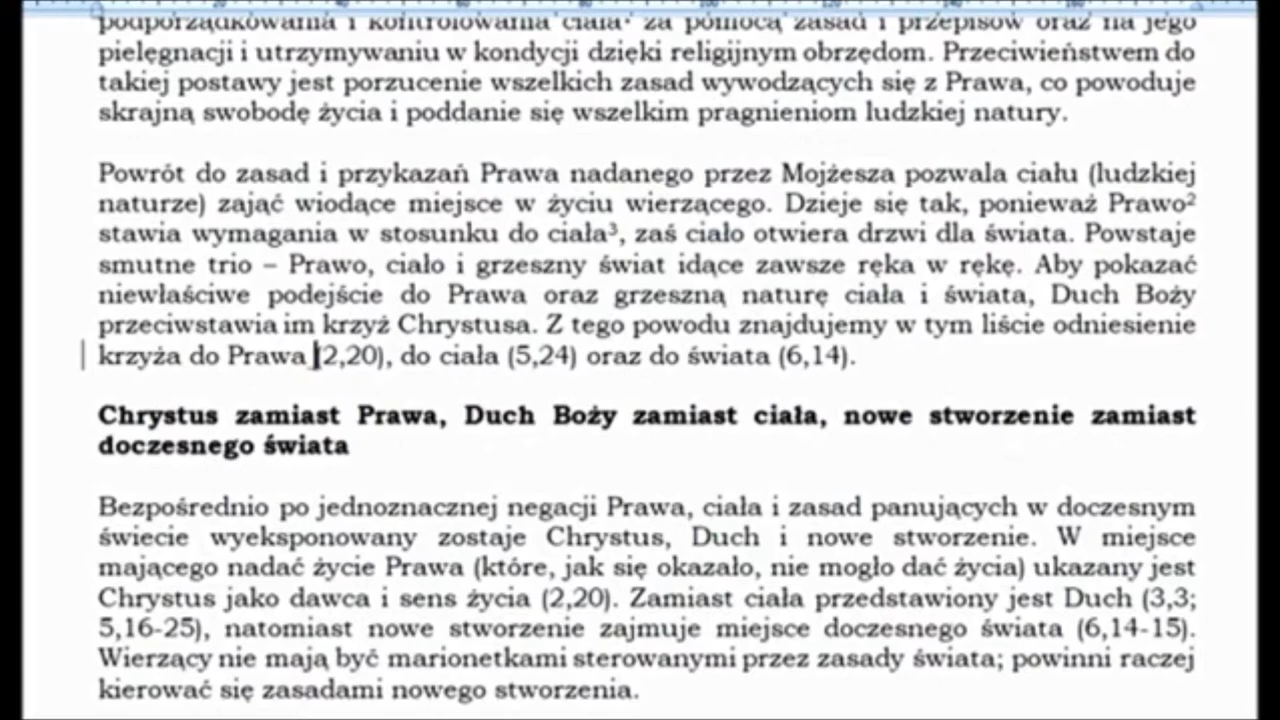 podporządkowania i kontrolowania ciała¹ za pomocą zasad i przepisów oraz na jego
pielęgnacji i utrzymywaniu w kondycji dzięki religijnym obrzędom. Przeciwieństwem do
takiej postawy jest porzucenie wszelkich zasad wywodzących się z Prawa, co powoduje
skrajną swobodę życia i poddanie się wszelkim pragnieniom ludzkiej natury.
Powrót do zasad i przykazań Prawa nadanego przez Mojżesza pozwala ciału (ludzkiej
naturze) zająć wiodące miejsce w życiu wierzącego. Dzieje się tak, ponieważ Prawo²
stawia wymagania w stosunku do ciała³, zaś ciało otwiera drzwi dla świata. Powstaje
smutne trio – Prawo, ciało i grzeszny świat idące zawsze ręka w rękę. Aby pokazać
niewłaściwe podejście do Prawa oraz grzeszną naturę ciała i świata, Duch Boży
przeciwstawia im krzyż Chrystusa. Z tego powodu znajdujemy w tym liście odniesienie
krzyża do Prawa (2,20), do ciała (5,24) oraz do świata (6,14).
Chrystus zamiast Prawa, Duch Boży zamiast ciała, nowe stworzenie zamiast
doczesnego świata
Bezpośrednio po jednoznacznej negacji Prawa, ciała i zasad panujących w doczesnym
świecie wyeksponowany zostaje Chrystus, Duch i nowe stworzenie. W miejsce
mającego nadać życie Prawa (które, jak się okazało, nie mogło dać życia) ukazany jest
Chrystus jako dawca i sens życia (2,20). Zamiast ciała przedstawiony jest Duch (3,3;
5,16-25), natomiast nowe stworzenie zajmuje miejsce doczesnego świata (6,14-15).
Wierzący nie mają być marionetkami sterowanymi przez zasady świata; powinni raczej
kierować się zasadami nowego stworzenia.